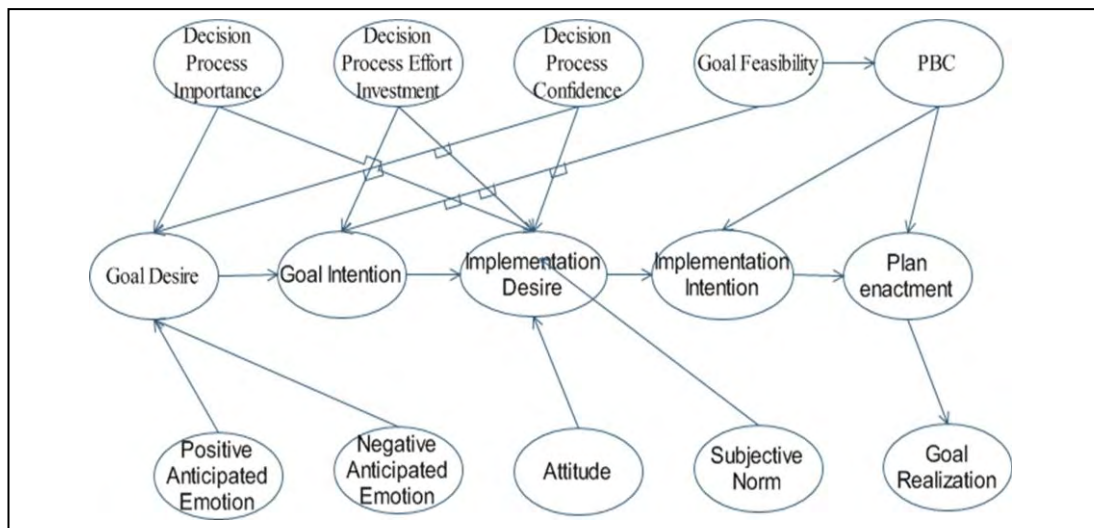 Decision
Process
Importance
Decision
Process Effort
Investment
Decision
Process
Confidence
Goal Feasibility
PBC
Goal Desire
Goal Intention
Implementation
Desire
Implementation
Intention
Plan
enactment
Positive
Anticipated
Emotion
Negative
Anticipated
Emotion
Attitude
Subjective
Norm
Goal
Realization